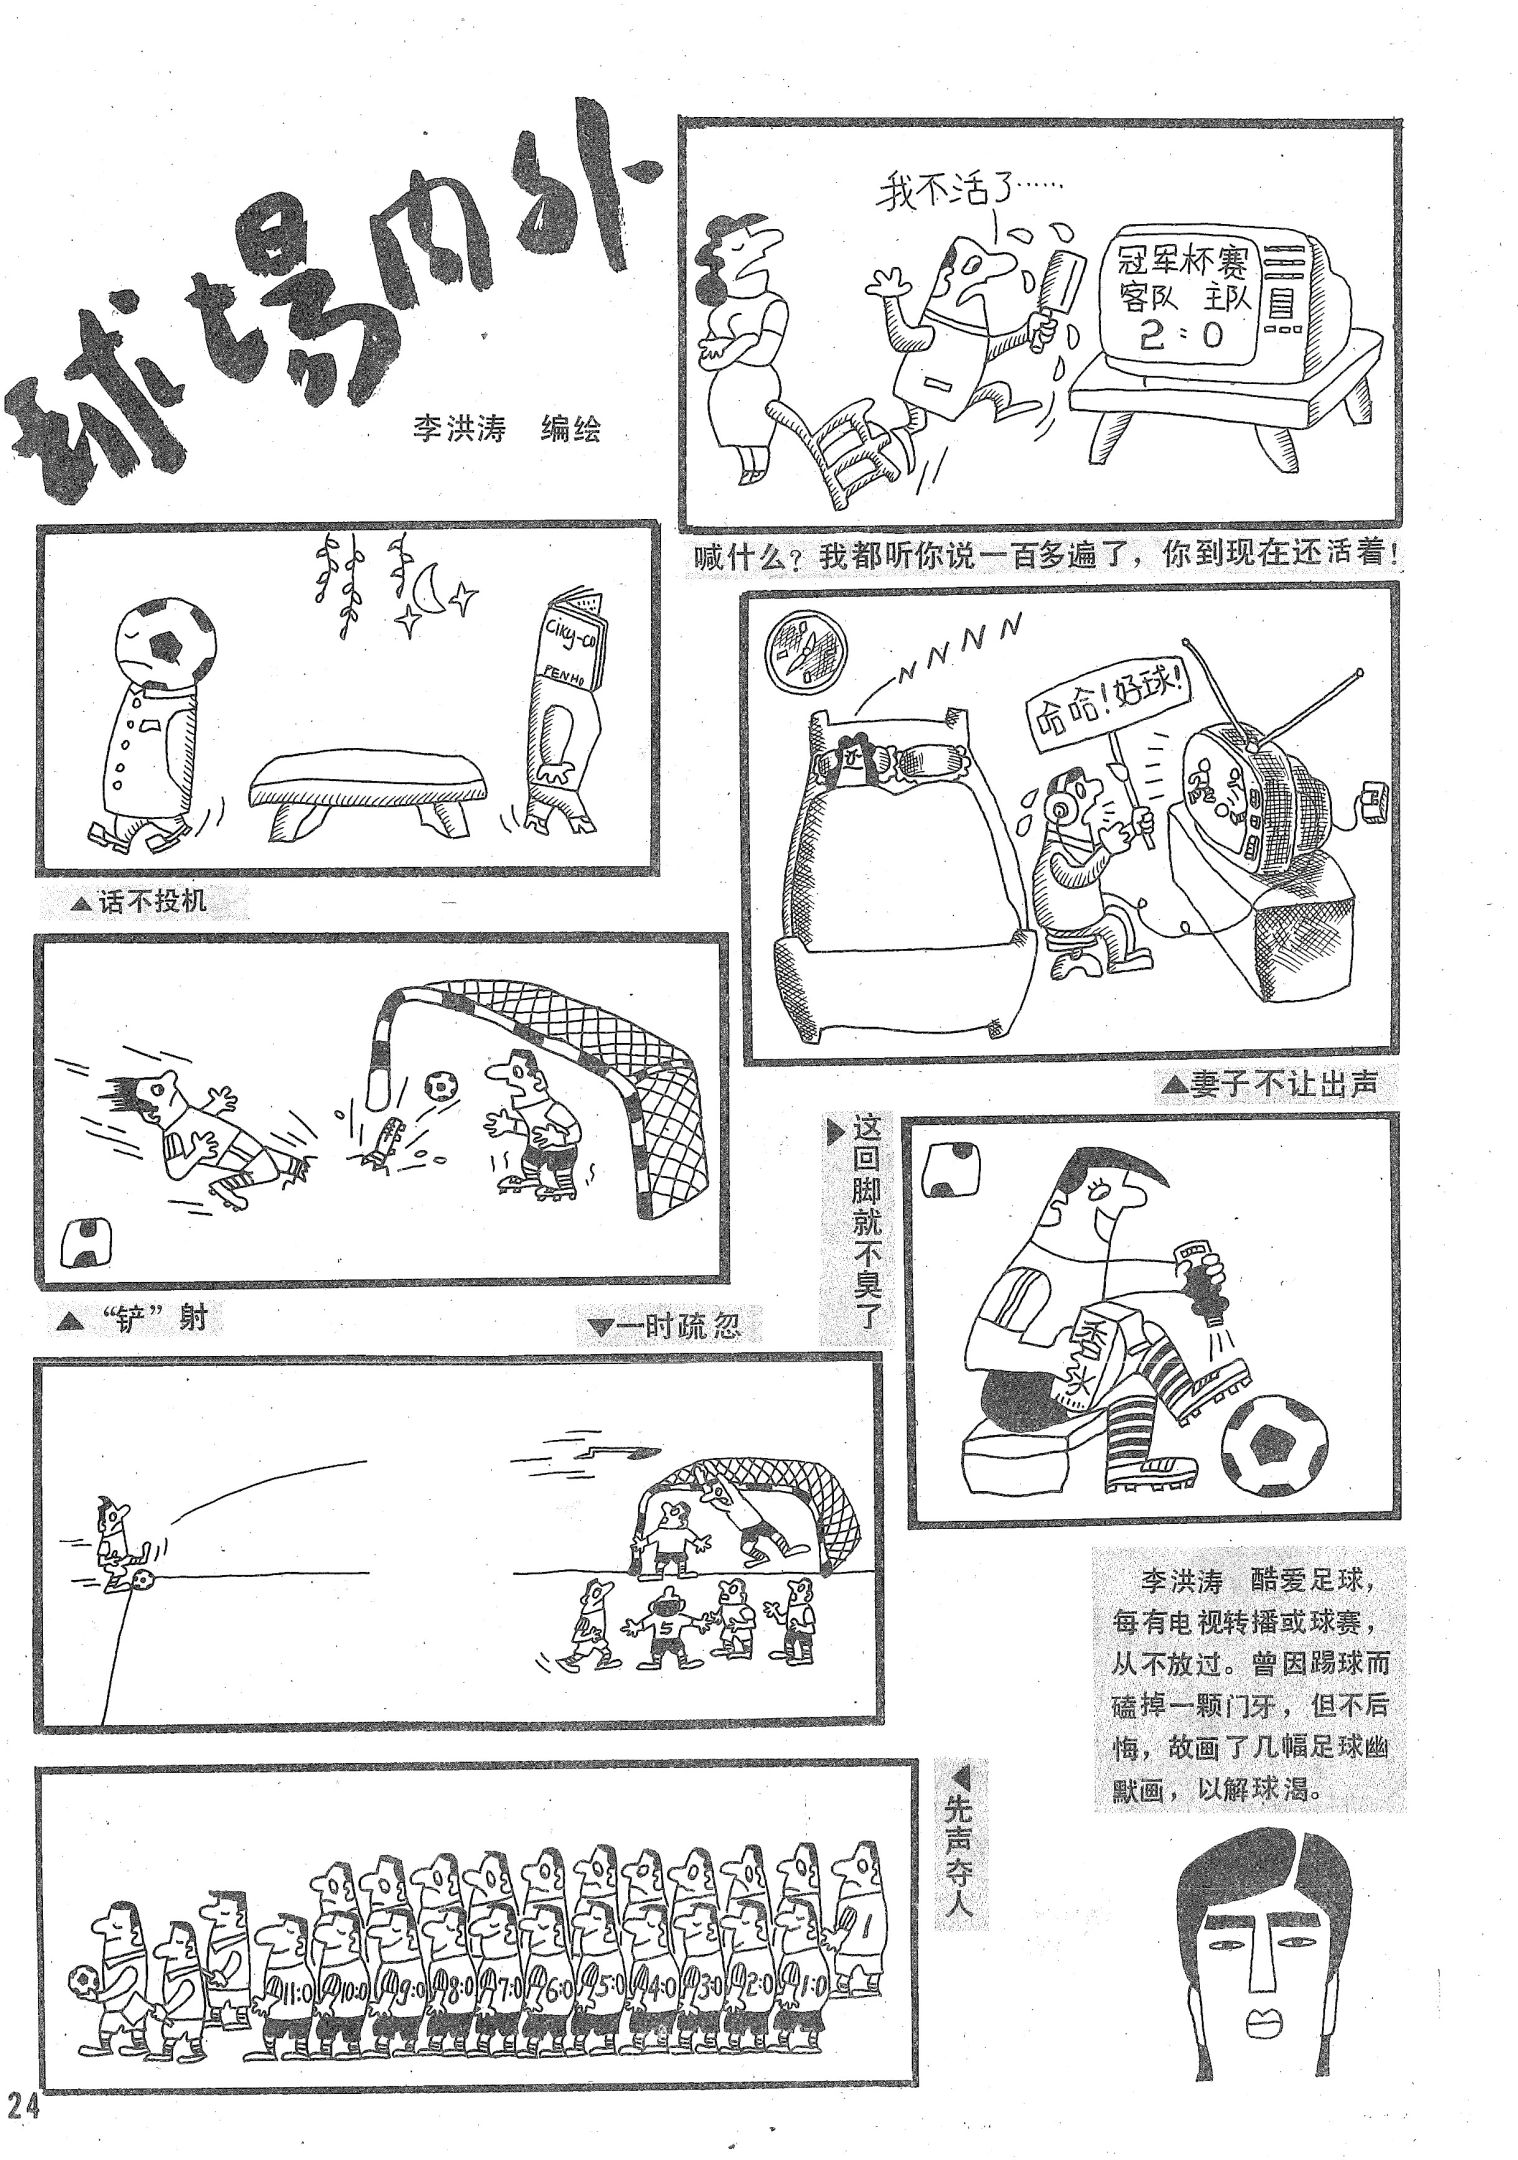 球場内外
李洪涛 编绘
我不活了……
冠军杯赛
客队 主队
2:0
喊什么?我都听你说一百多遍了,你到现在还活着!
CiKy-CO
PENHO
▲话不投机
N N N N
哈哈!好球!
▲妻子不让出声
▲“铲”射
▶这回脚就不臭了
香水
▼一时疏忽
5
李洪涛 酷爱足球,
每有电视转播或球赛,
从不放过。曾因踢球而
磕掉一颗门牙,但不后
悔,故画了几幅足球幽
默画,以解球渴。
◀先声夺人
11:0 10:0 9:0 8:0 7:0 6:0 5:0 4:0 3:0 2:0 1:0
24